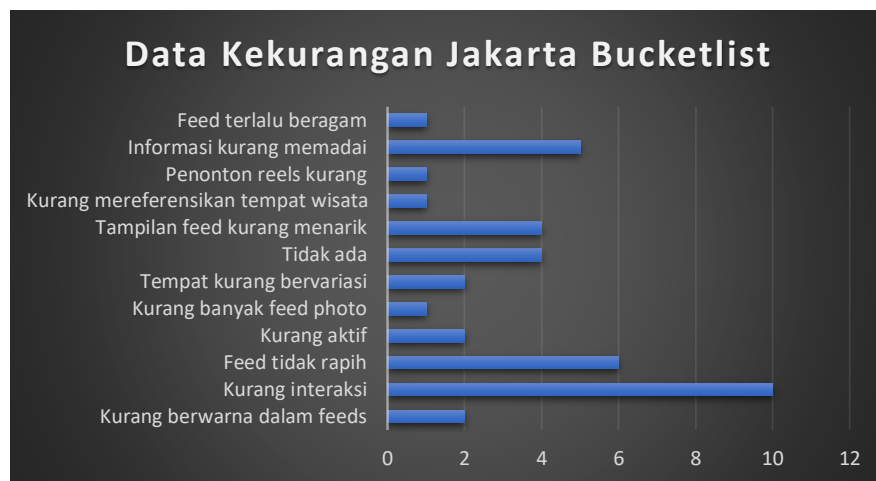 Data Kekurangan Jakarta Bucketlist
Feed terlalu beragam
Informasi kurang memadai
Penonton reels kurang
Kurang mereferensikan tempat wisata
Tampilan feed kurang menarik
Tidak ada
Tempat kurang bervariasi
Kurang banyak feed photo
Kurang aktif
Feed tidak rapih
Kurang interaksi
Kurang berwarna dalam feeds
0 2 4 6 8 10 12